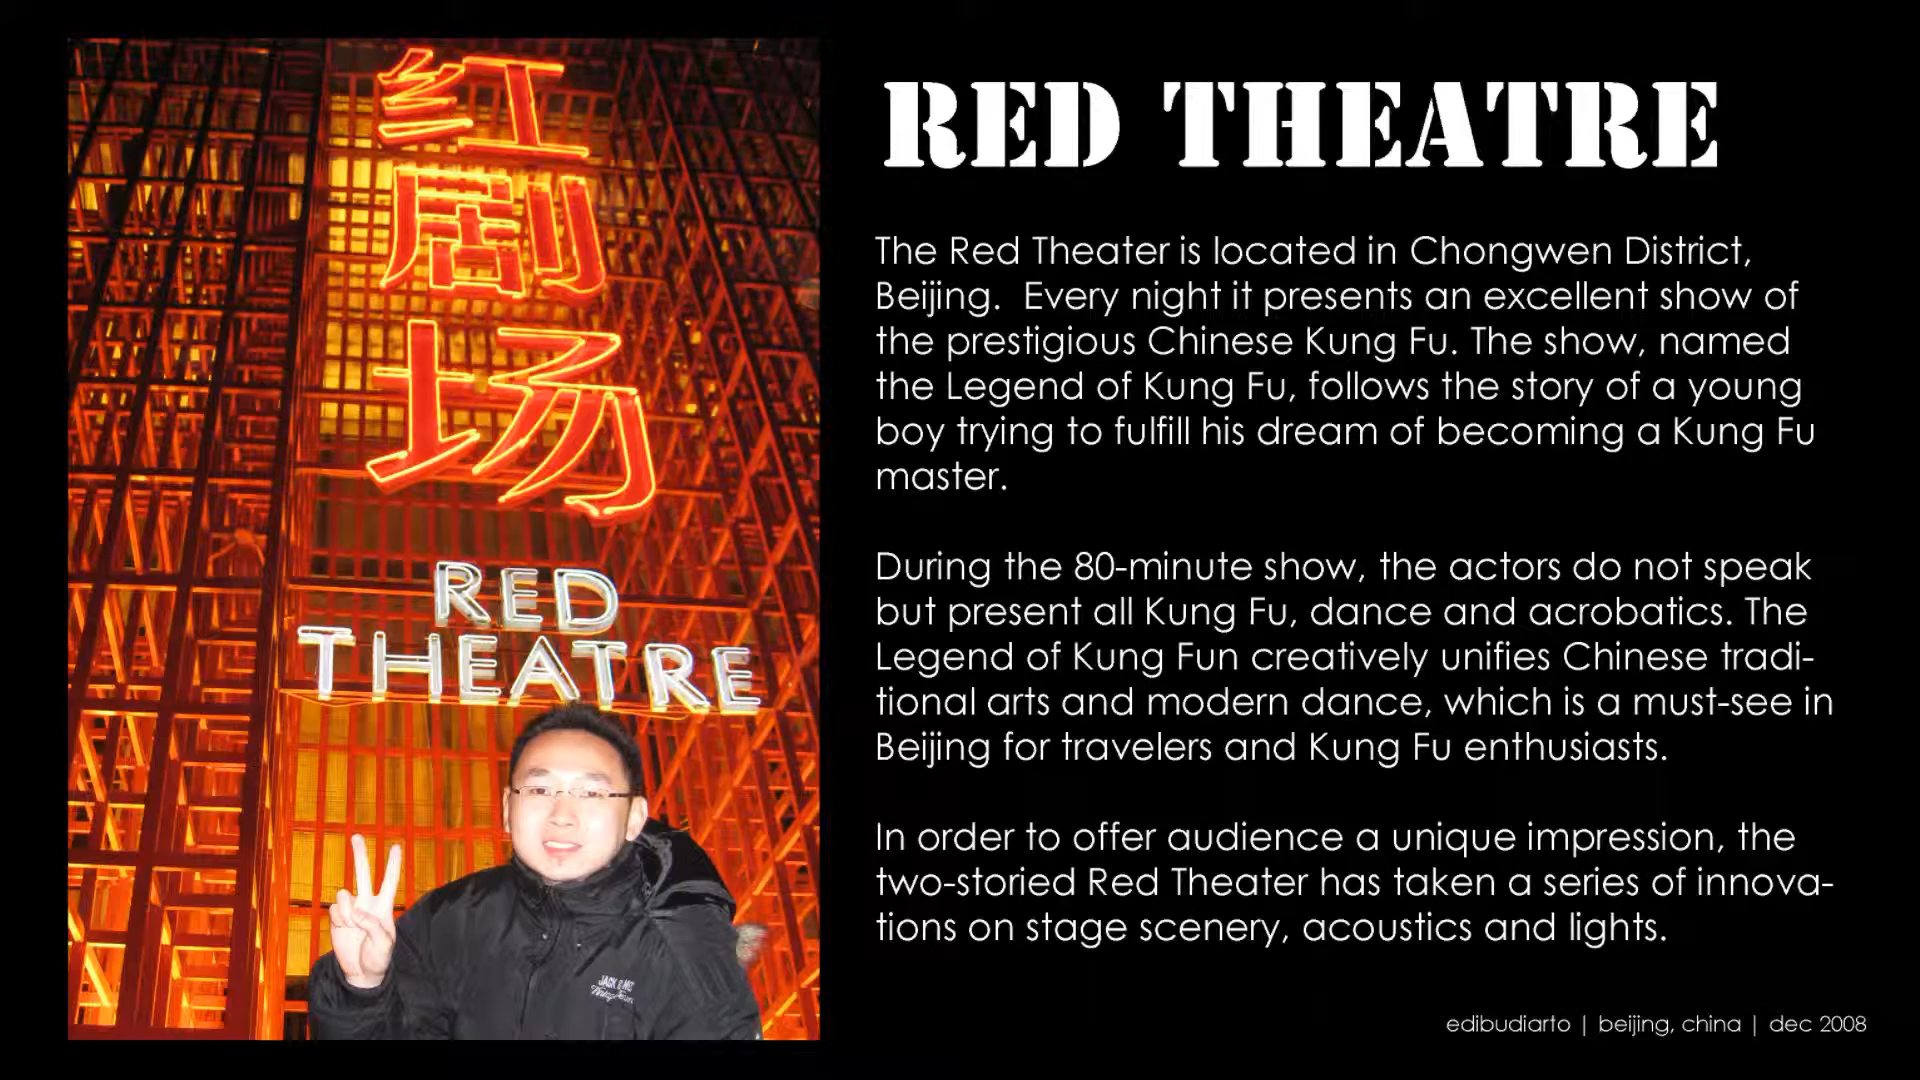 红
剧
场
RED
THEATRE
JACK & 
RED THEATRE
The Red Theater is located in Chongwen District,
Beijing.  Every night it presents an excellent show of
the prestigious Chinese Kung Fu. The show, named
the Legend of Kung Fu, follows the story of a young
boy trying to fulfill his dream of becoming a Kung Fu
master.
During the 80-minute show, the actors do not speak
but present all Kung Fu, dance and acrobatics. The
Legend of Kung Fun creatively unifies Chinese tradi-
tional arts and modern dance, which is a must-see in
Beijing for travelers and Kung Fu enthusiasts.
In order to offer audience a unique impression, the
two-storied Red Theater has taken a series of innova-
tions on stage scenery, acoustics and lights.
edibudiarto | beijing, china | dec 2008